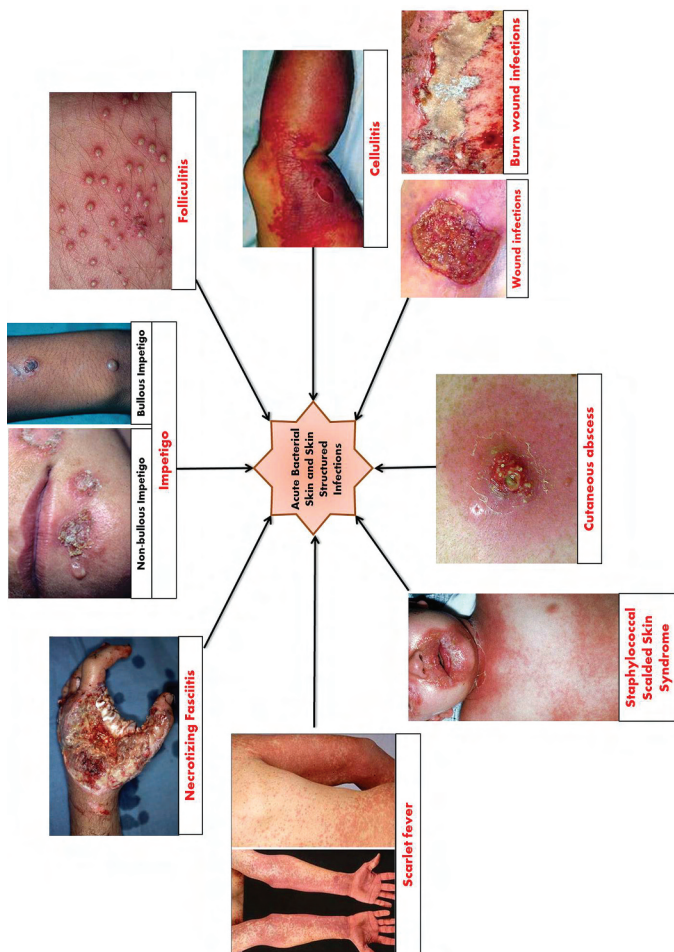 Non-bullous Impetigo
Bullous Impetigo
Impetigo
Folliculitis
Cellulitis
Burn wound infections
Wound infections
Cutaneous abscess
Staphylococcal
Scalded Skin
Syndrome
Scarlet fever
Necrotizing Fasciitis
Acute Bacterial
Skin and Skin
Structured
Infections